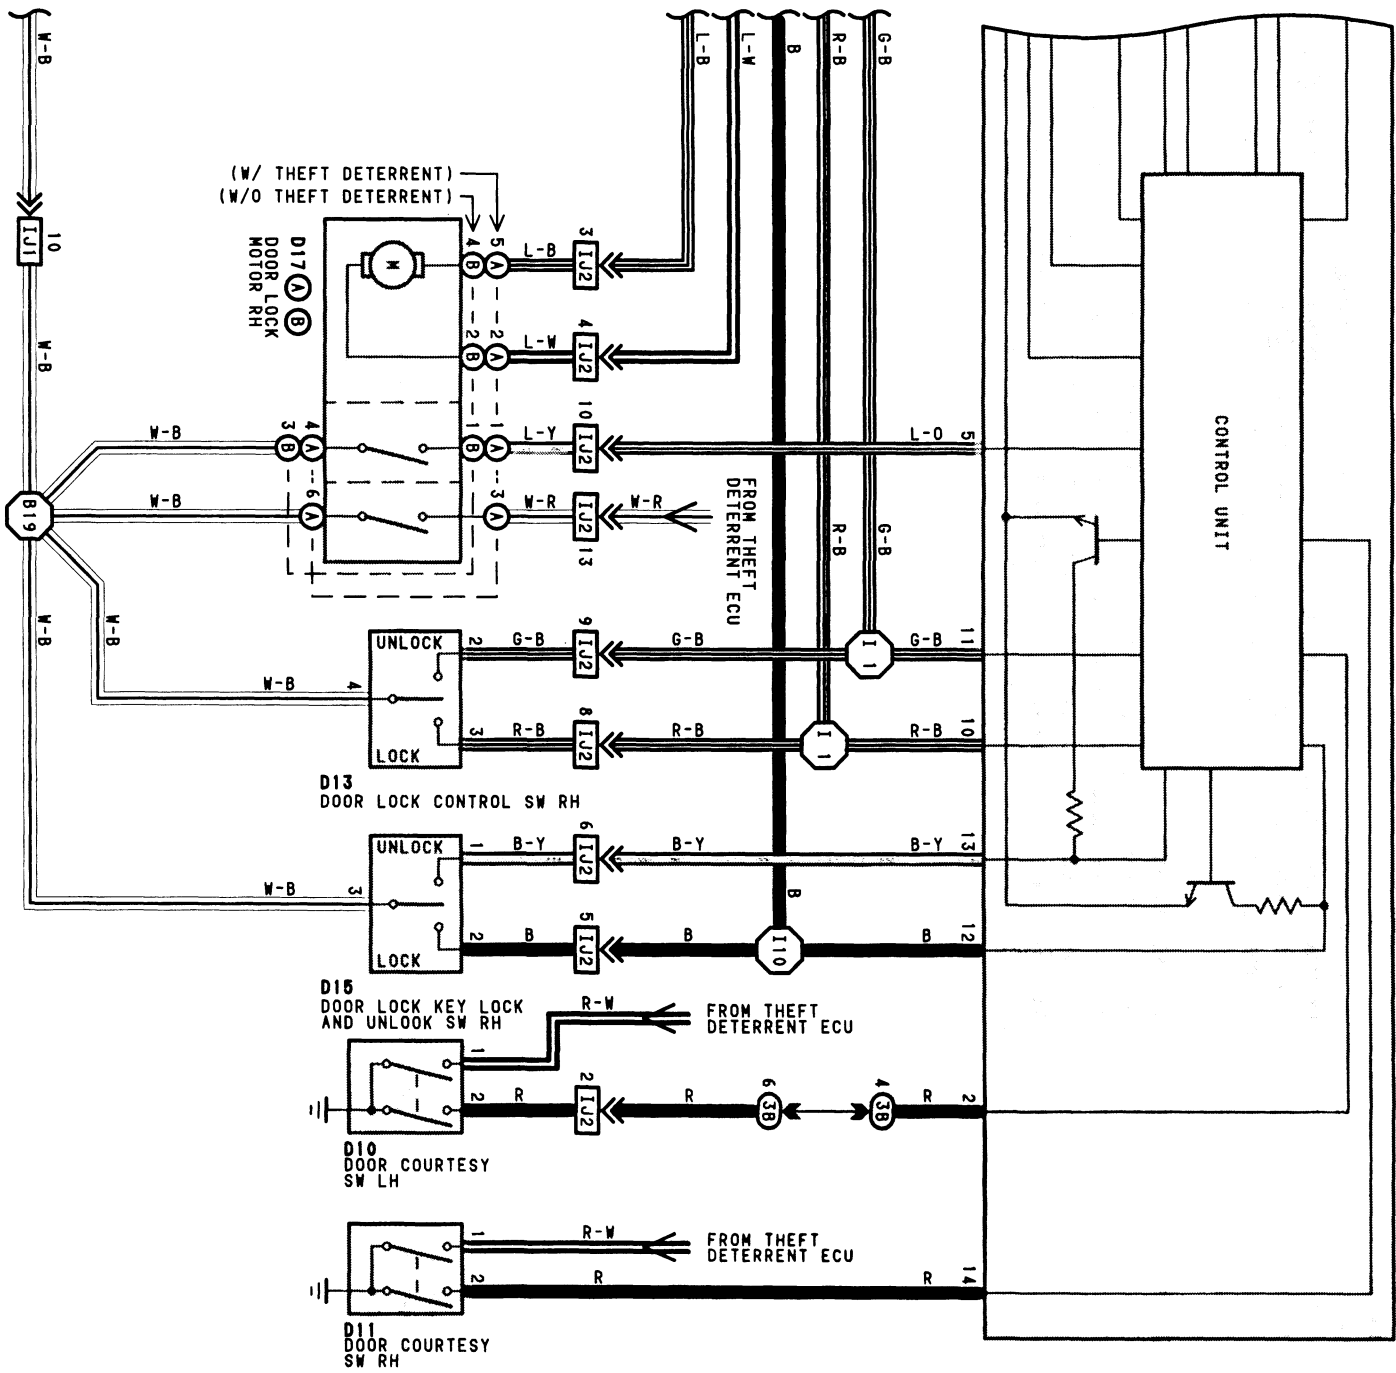 W-B
L-B
L-W
B
R-B
G-B
(W/ THEFT DETERRENT)
(W/O THEFT DETERRENT)
10
IJ1
W-B
D17 A B
DOOR LOCK
MOTOR RH
M
4
B
5
A
L-B
3
IJ2
2
B
2
A
L-W
4
IJ2
W-B
3
B
4
A
1
B
1
A
L-Y
10
IJ2
L-O
5
B19
W-B
6
A
3
A
W-R
IJ2
13
W-R
FROM THEFT
DETERRENT ECU
R-B
G-B
CONTROL UNIT
W-B
W-B
W-B
4
UNLOCK
LOCK
2
G-B
9
IJ2
G-B
I 1
G-B
11
3
R-B
8
IJ2
R-B
I 1
R-B
10
D13
DOOR LOCK CONTROL SW RH
W-B
3
UNLOCK
LOCK
1
B-Y
6
IJ2
B-Y
B-Y
13
B
2
B
5
IJ2
B
I10
B
12
D15
DOOR LOCK KEY LOCK
AND UNLOOK SW RH
R-W
FROM THEFT
DETERRENT ECU
1
2
R
2
IJ2
R
6
3B
4
3B
R
2
D10
DOOR COURTESY
SW LH
1
R-W
FROM THEFT
DETERRENT ECU
2
R
R
14
D11
DOOR COURTESY
SW RH